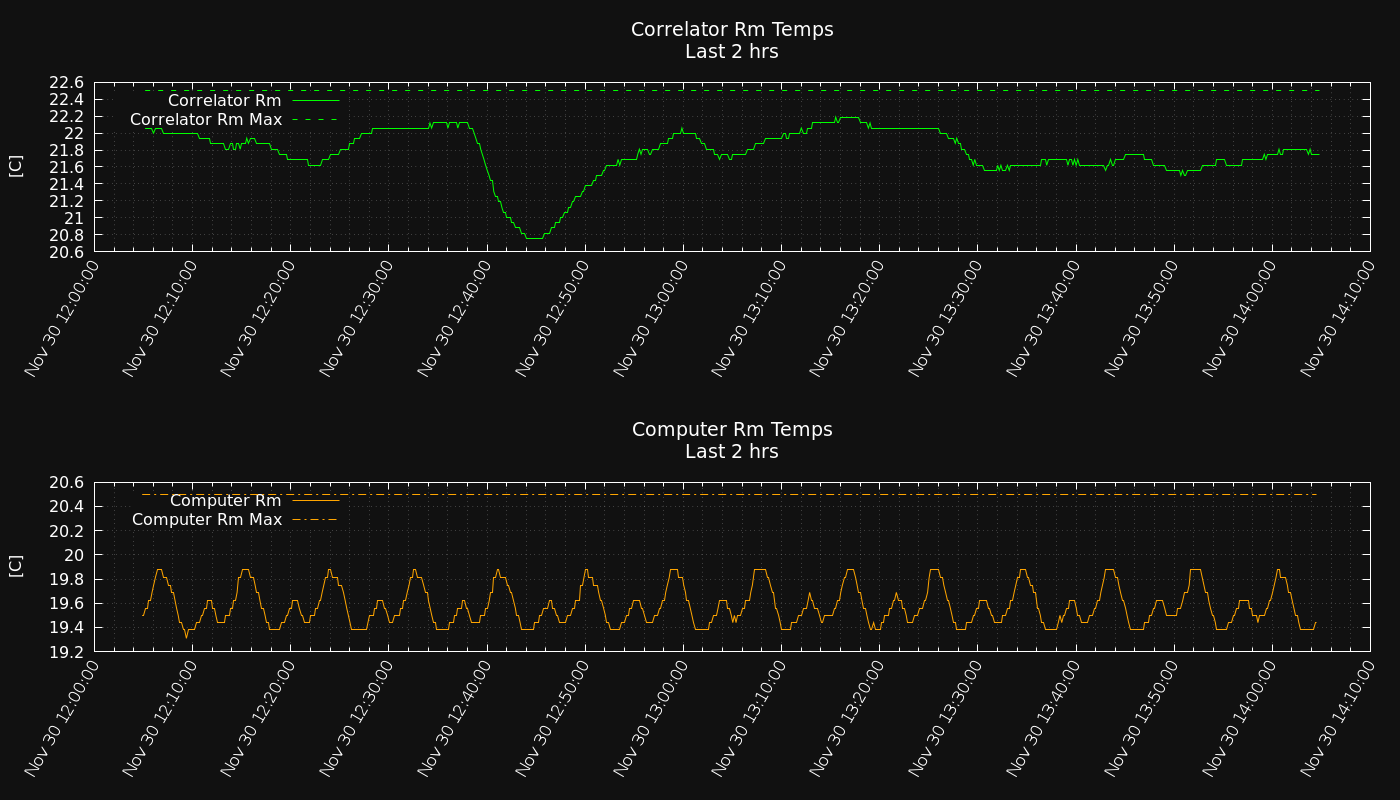 Correlator Rm Temps
Last 2 hrs
22.6
22.4
22.2
22
21.8
21.6
21.4
21.2
21
20.8
20.6
[C]
Correlator Rm
Correlator Rm Max
Nov 30 12:00:00
Nov 30 12:10:00
Nov 30 12:20:00
Nov 30 12:30:00
Nov 30 12:40:00
Nov 30 12:50:00
Nov 30 13:00:00
Nov 30 13:10:00
Nov 30 13:20:00
Nov 30 13:30:00
Nov 30 13:40:00
Nov 30 13:50:00
Nov 30 14:00:00
Nov 30 14:10:00
Computer Rm Temps
Last 2 hrs
20.6
20.4
20.2
20
19.8
19.6
19.4
19.2
[C]
Computer Rm
Computer Rm Max
Nov 30 12:00:00
Nov 30 12:10:00
Nov 30 12:20:00
Nov 30 12:30:00
Nov 30 12:40:00
Nov 30 12:50:00
Nov 30 13:00:00
Nov 30 13:10:00
Nov 30 13:20:00
Nov 30 13:30:00
Nov 30 13:40:00
Nov 30 13:50:00
Nov 30 14:00:00
Nov 30 14:10:00